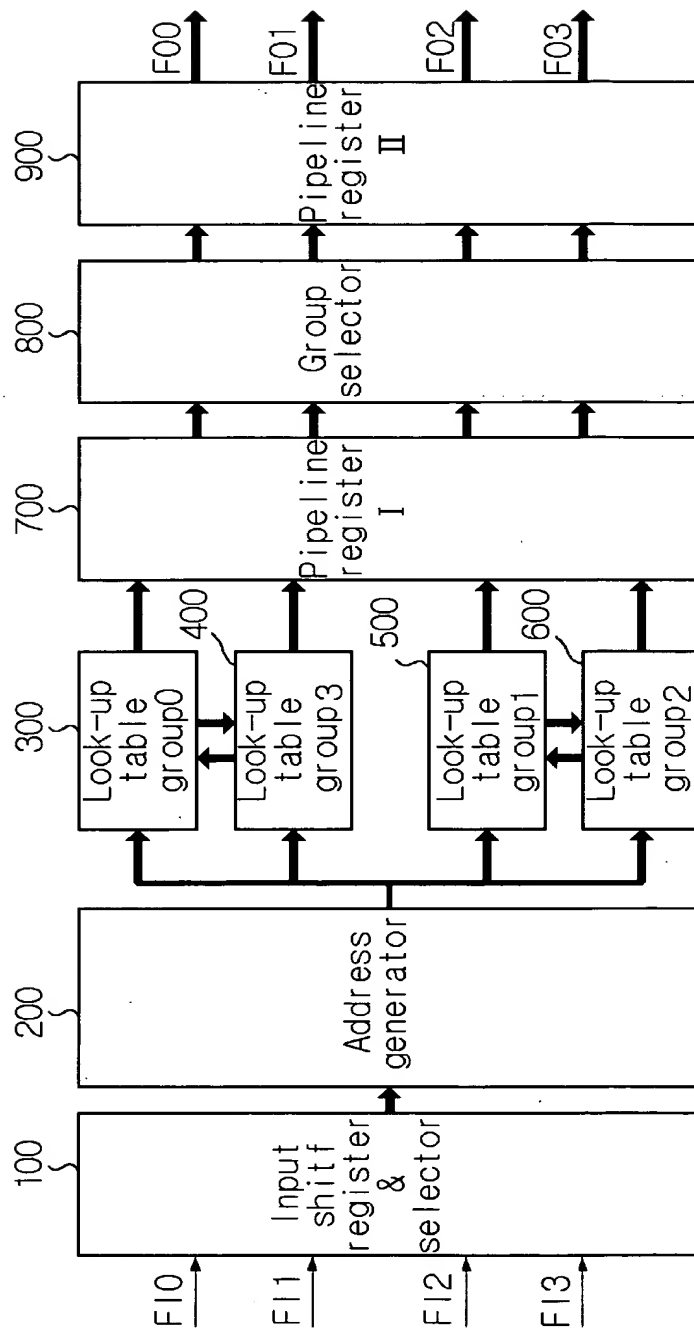 100
200
300
400
500
600
700
800
900
FI0
FI1
FI2
FI3
Input
shitf
register
&
selector
Address
generator
Look-up
table
group0
Look-up
table
group3
Look-up
table
group1
Look-up
table
group2
Pipeline
register
I
Group
selector
Pipeline
register
II
F00
F01
F02
F03